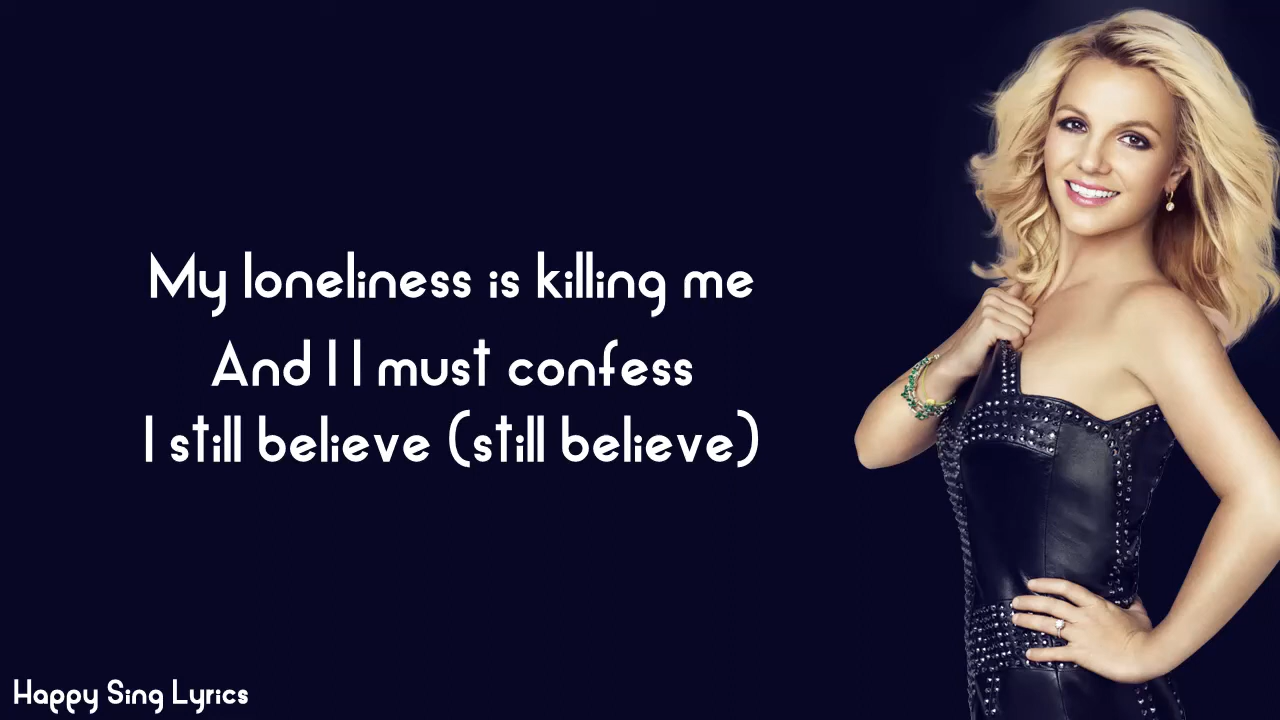 My loneliness is killing me
And I I must confess
I still believe (still believe)
Happy Sing Lyrics